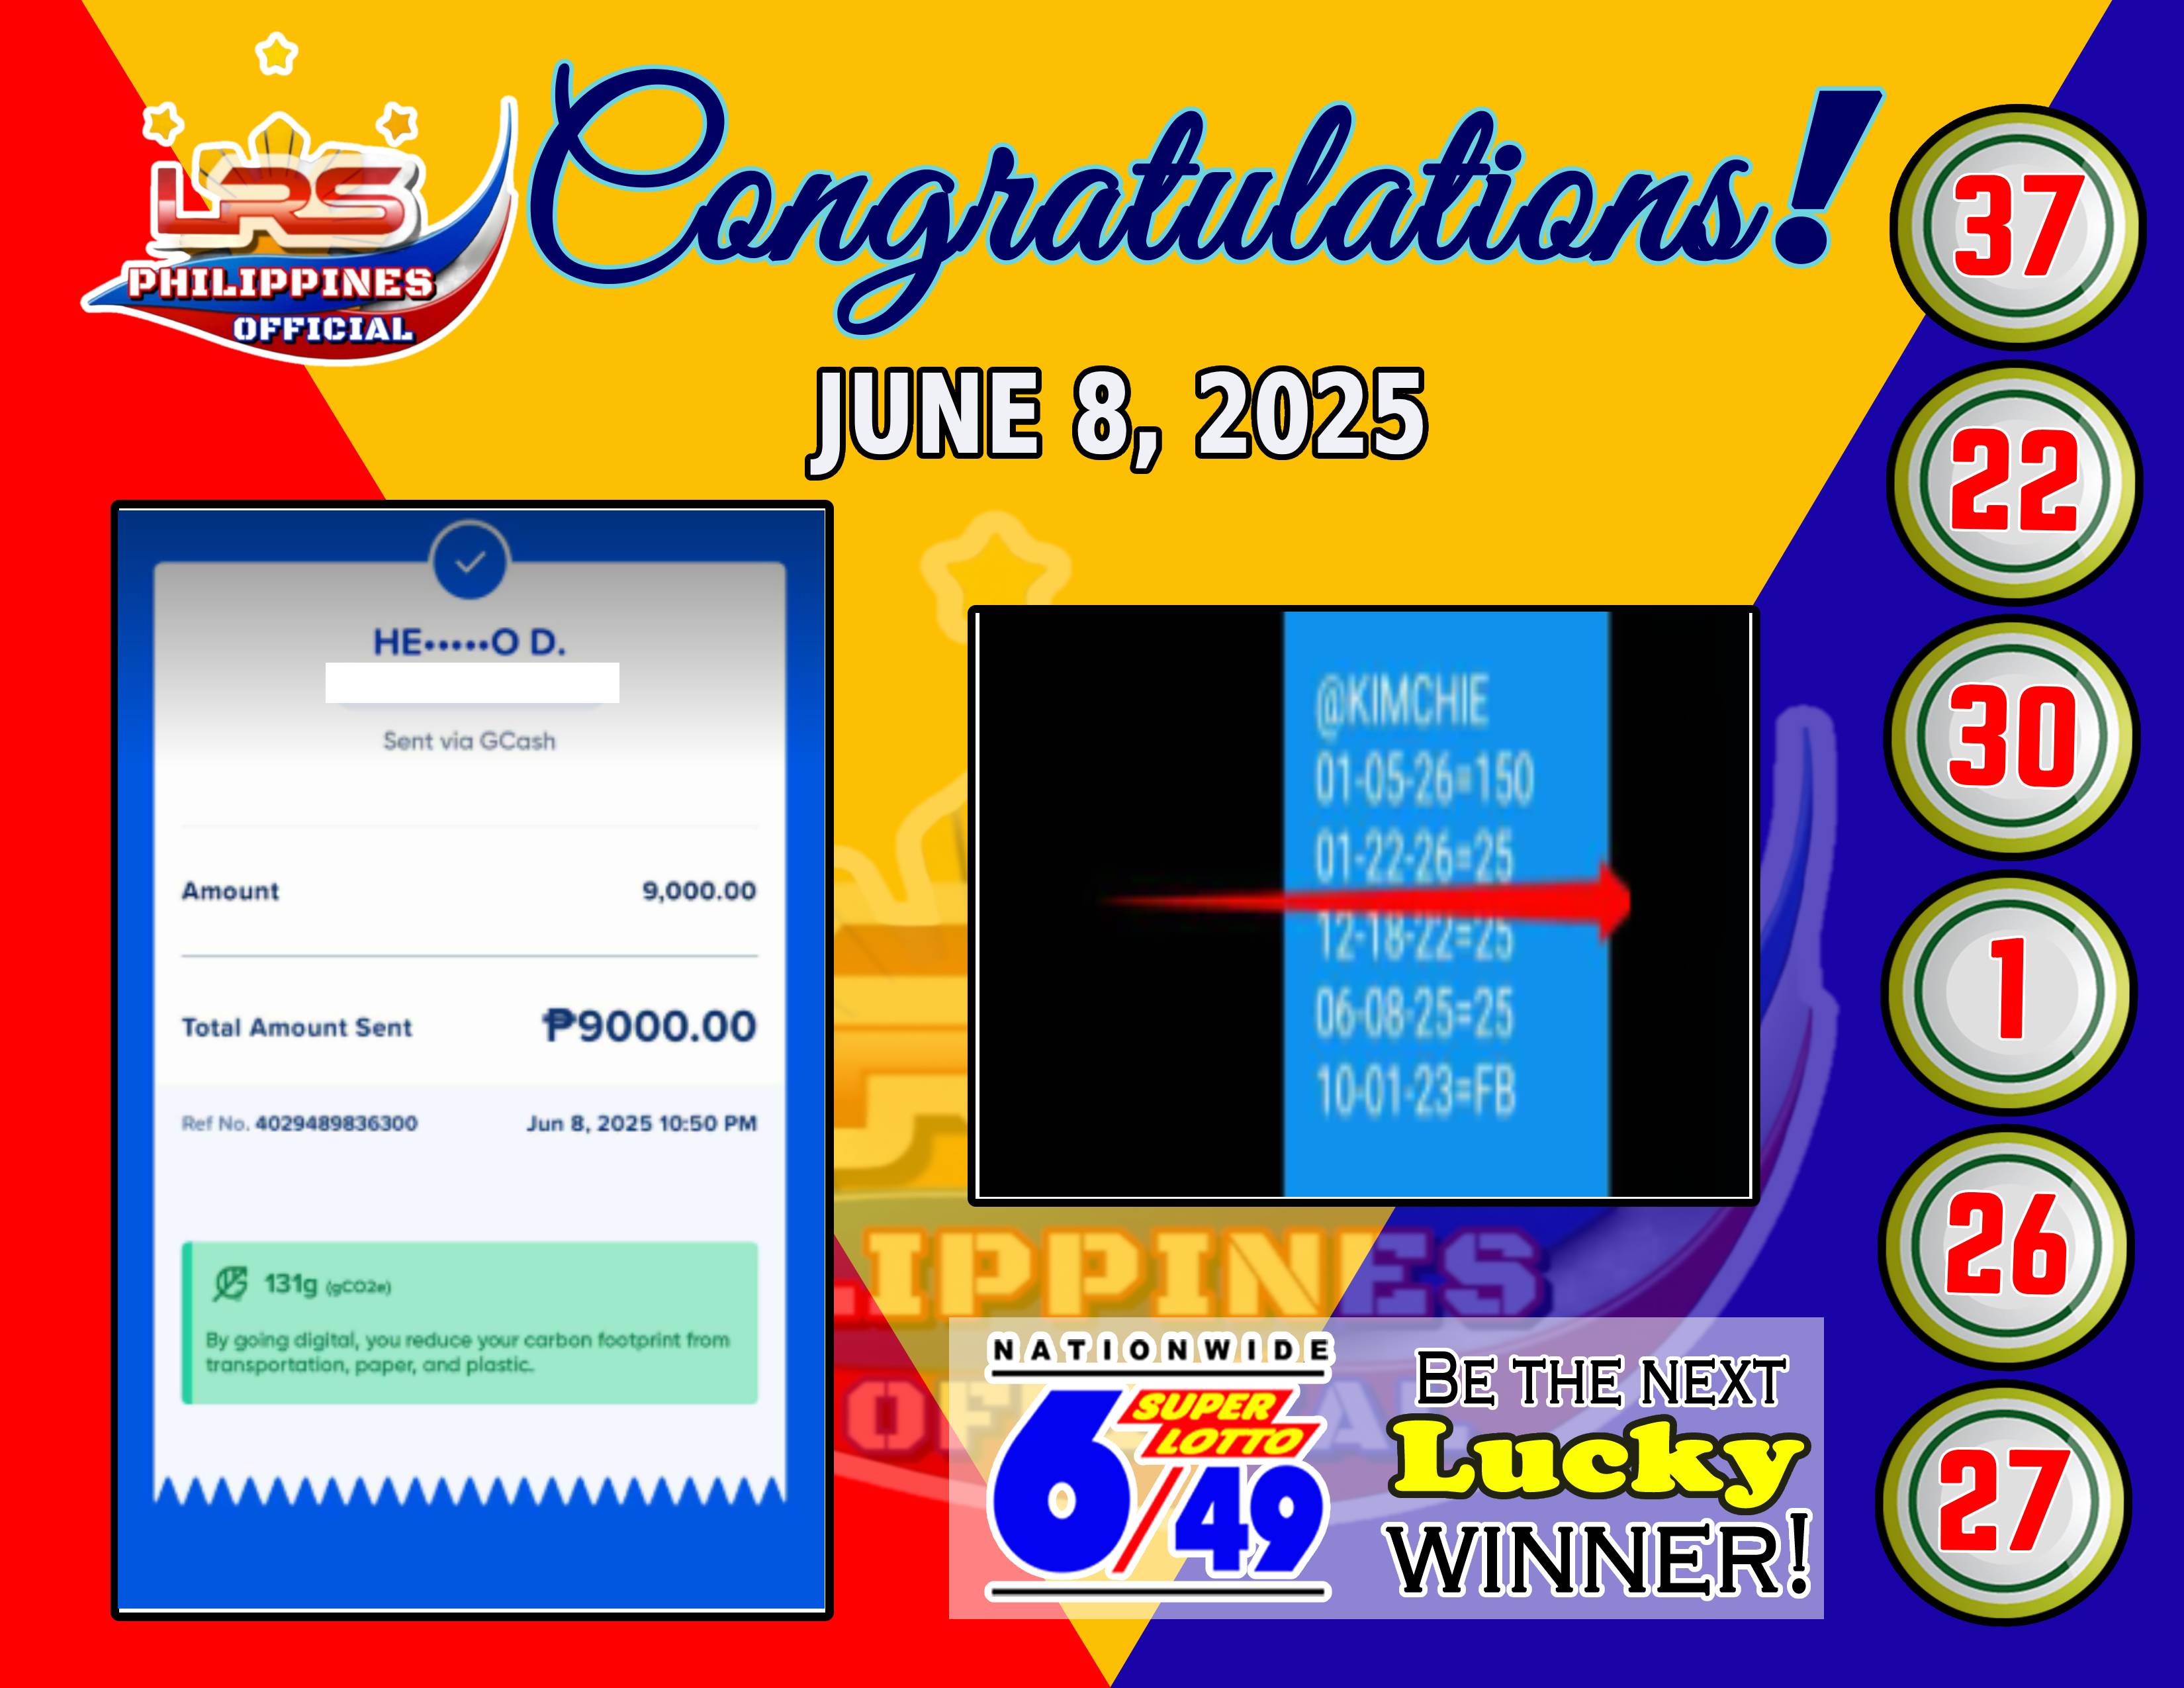 LRS
PHILIPPINES
OFFICIAL
Congratulations!
JUNE 8, 2025
HE•••••O D.
Sent via GCash
Amount 9,000.00
Total Amount Sent ₱9000.00
Ref No. 4029489836300 Jun 8, 2025 10:50 PM
131g (gCO2e)
By going digital, you reduce your carbon footprint from
transportation, paper, and plastic.
@KIMCHIE
01-05-26=150
01-22-26=25
12-18-22=25
06-08-25=25
10-01-23=FB
LIPPINES
NATIONWIDE
SUPER
LOTTO
6/49
BE THE NEXT
Lucky
WINNER!
37
22
30
1
26
27